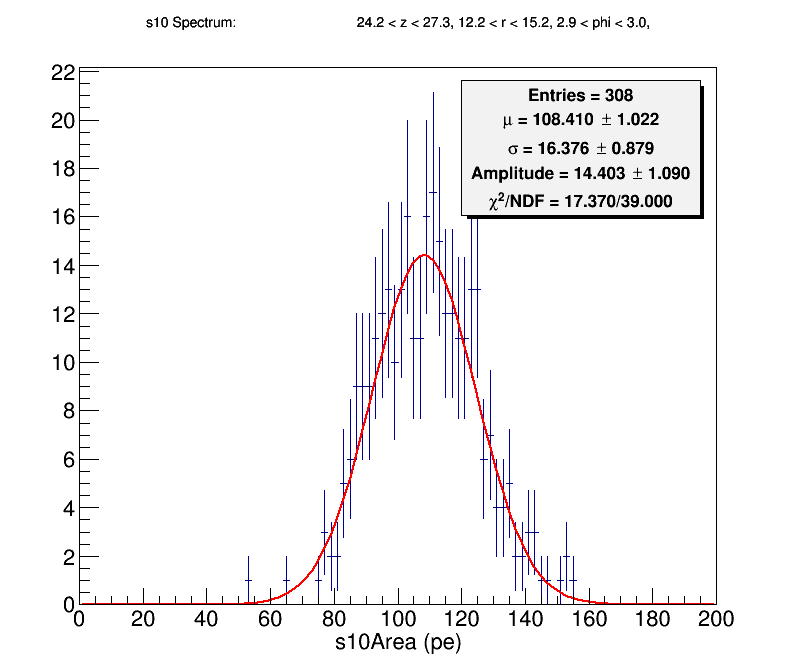 s10 Spectrum: 24.2 < z < 27.3, 12.2 < r < 15.2, 2.9 < phi < 3.0,
Entries = 308
μ = 108.410 ± 1.022
σ = 16.376 ± 0.879
Amplitude = 14.403 ± 1.090
χ²/NDF = 17.370/39.000
22
20
18
16
14
12
10
8
6
4
2
0
0 20 40 60 80 100 120 140 160 180 200
s10Area (pe)